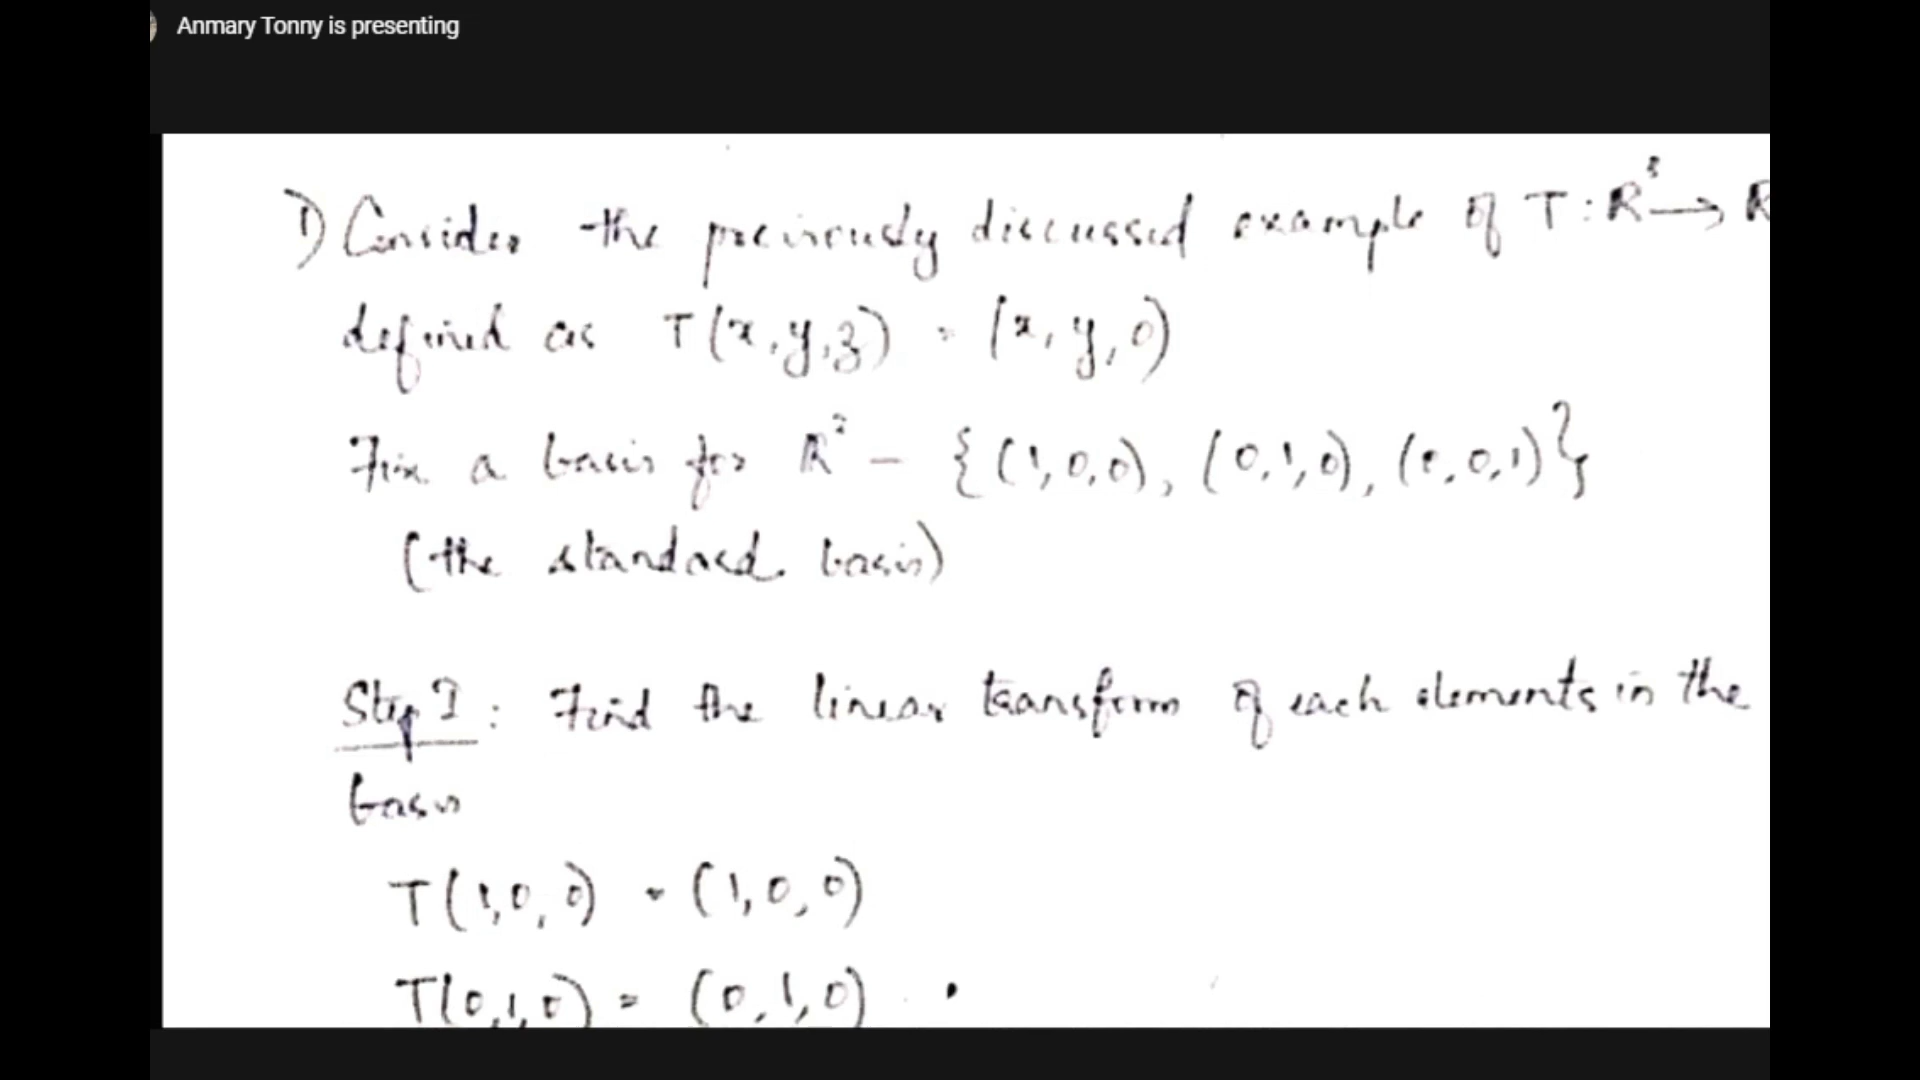 Anmary Tonny is presenting
1) Consider the previously discussed example of T : R³ → R
defined as T(x, y, z) = (x, y, 0)
Fix a basis for R² - {(1,0,0), (0,1,0), (0,0,1)}
(the standard basis)
Step I : Find the linear transform of each elements in the
basis
T(1,0,0) = (1,0,0)
T(0,1,0) = (0,1,0)